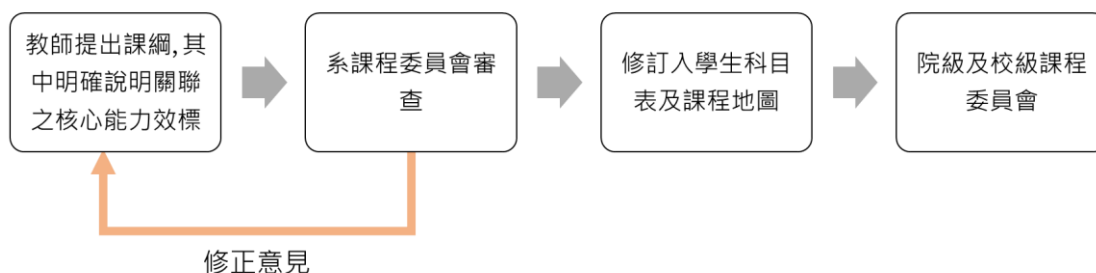 教師提出課綱,其
中明確說明關聯
之核心能力效標
系課程委員會審
查
修訂入學生科目
表及課程地圖
院級及校級課程
委員會
修正意見